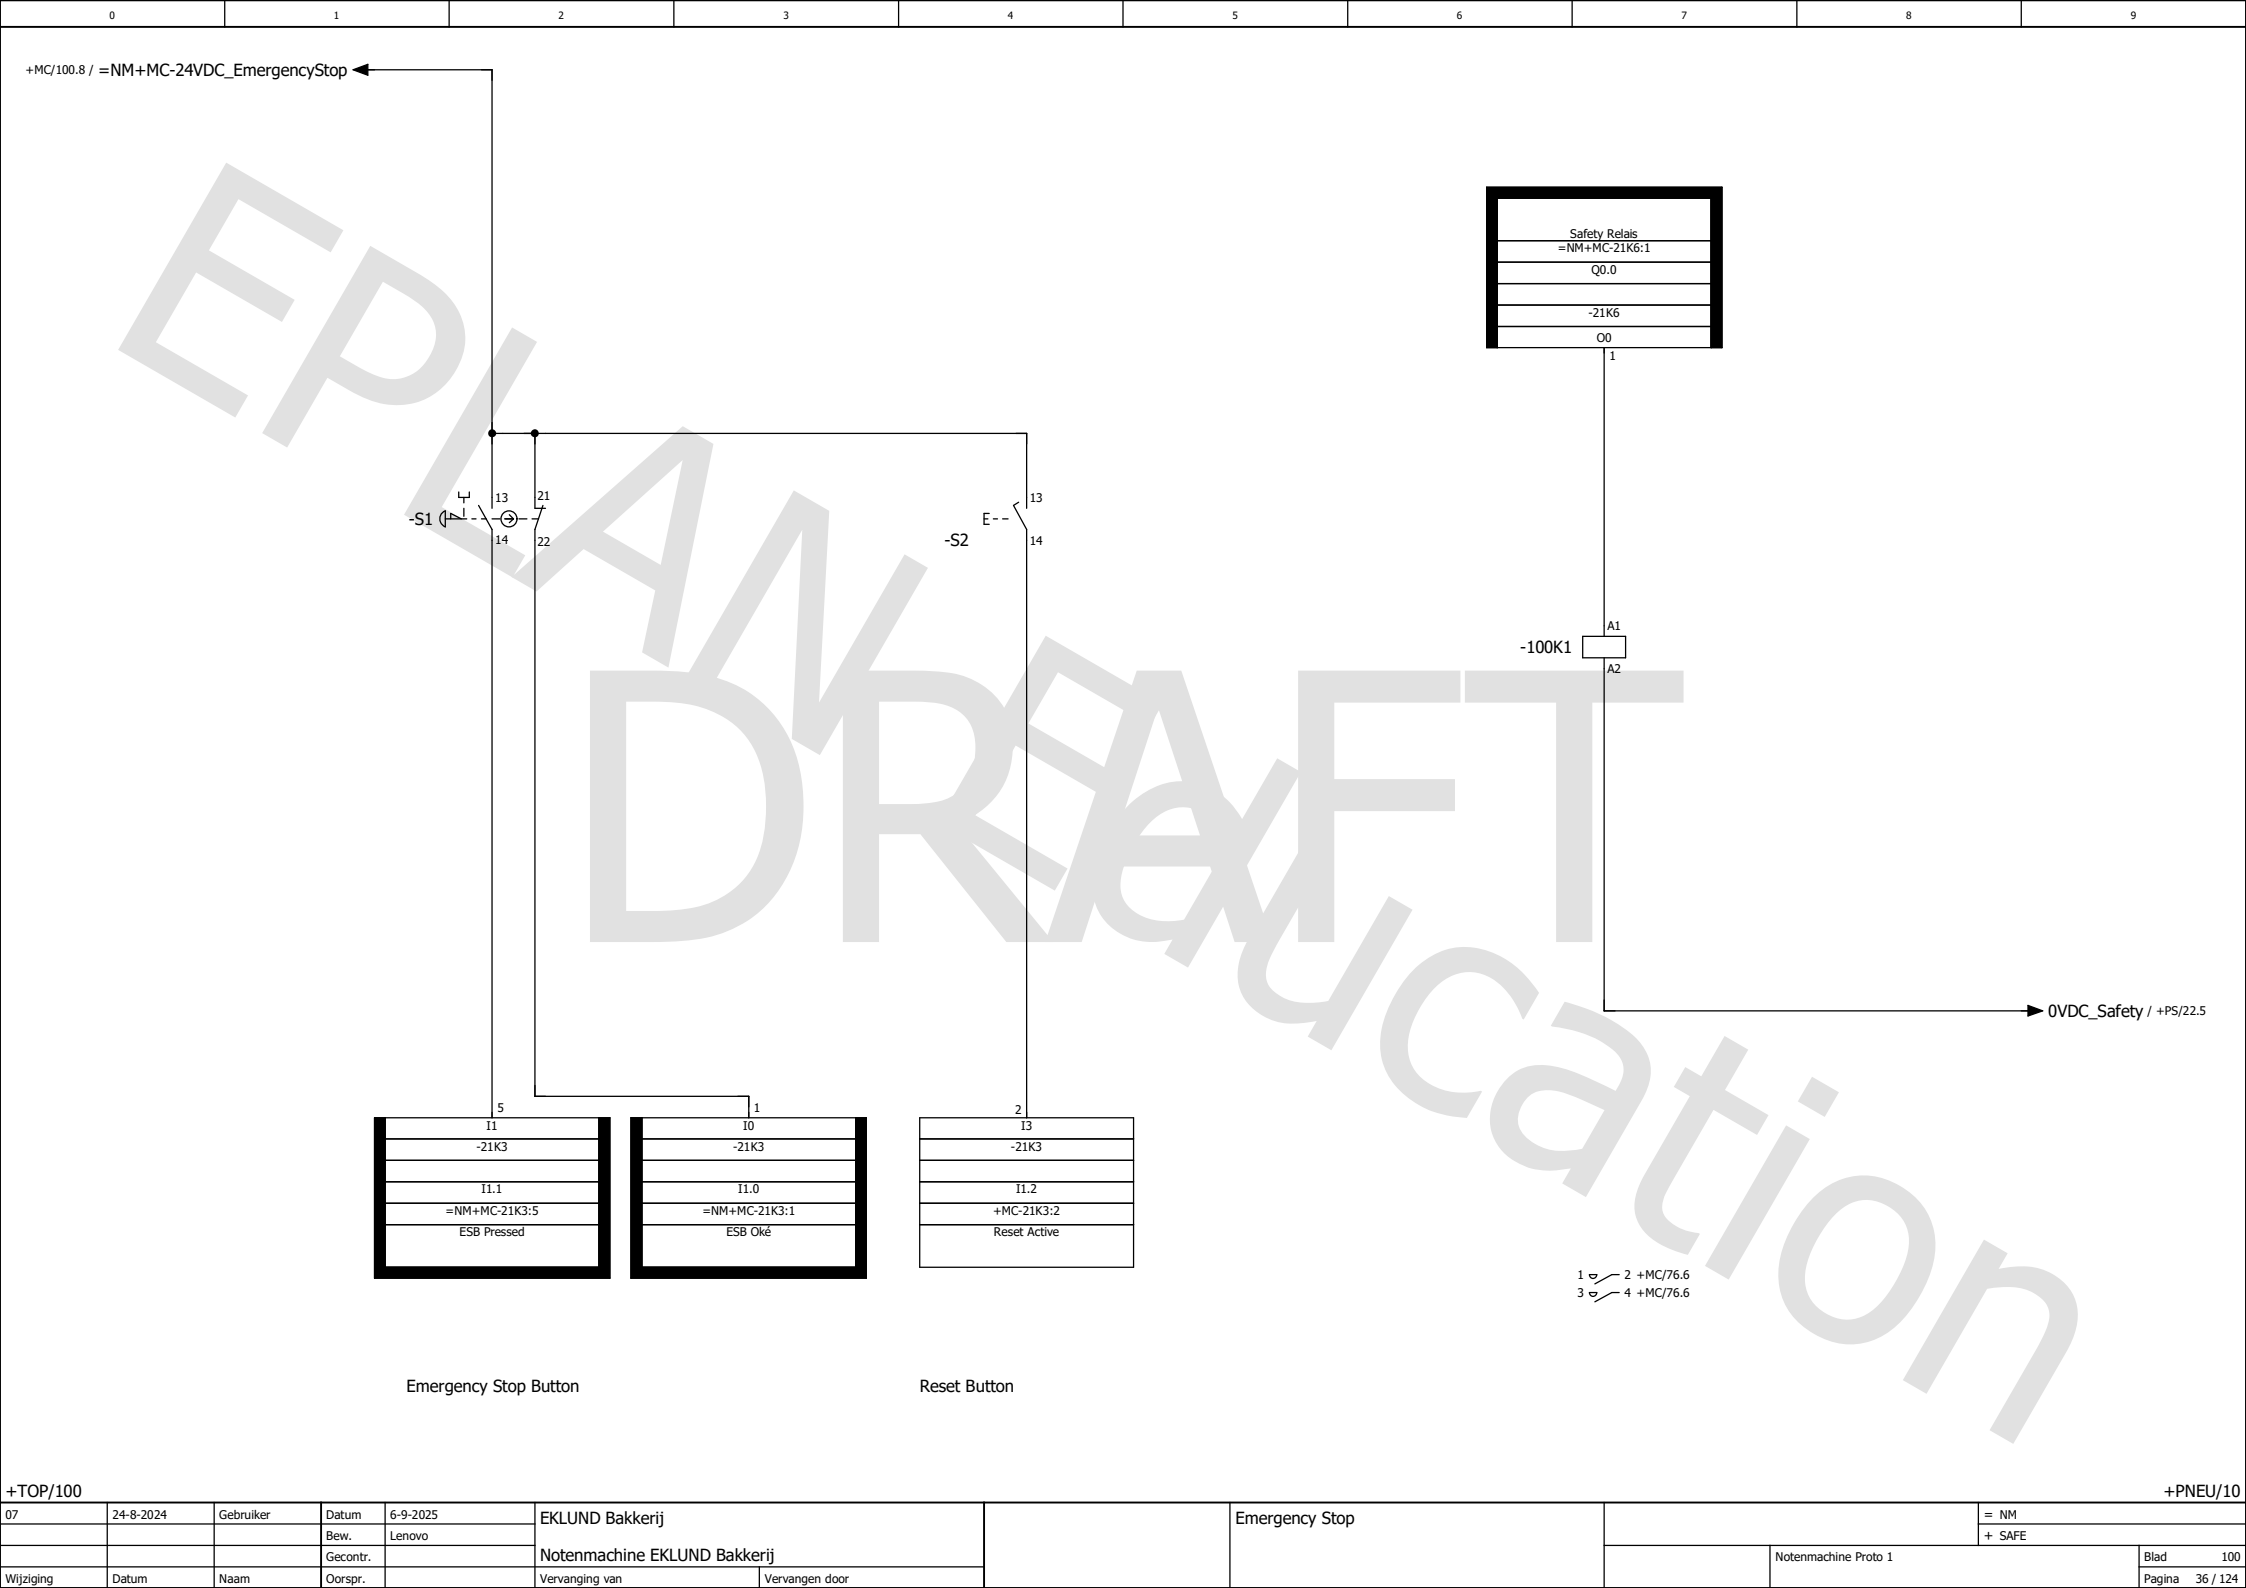 0 1 2 3 4 5 6 7 8 9
+MC/100.8 / =NM+MC-24VDC_EmergencyStop
Safety Relais
=NM+MC-21K6:1
Q0.0
-21K6
O0
1
-S1 13 21
14 22
E
-S2 13
14
-100K1 A1
A2
0VDC_Safety / +PS/22.5
5
I1
-21K3
I1.1
=NM+MC-21K3:5
ESB Pressed
1
I0
-21K3
I1.0
=NM+MC-21K3:1
ESB Oké
2
I3
-21K3
I1.2
+MC-21K3:2
Reset Active
1 2 +MC/76.6
3 4 +MC/76.6
Emergency Stop Button
Reset Button
EPLAN Education
DRAFT
+TOP/100
+PNEU/10
07 24-8-2024 Gebruiker Datum 6-9-2025
Bew. Lenovo
Gecontr.
Wijziging Datum Naam Oorspr.
EKLUND Bakkerij
Notenmachine EKLUND Bakkerij
Vervanging van Vervangen door
Emergency Stop
Notenmachine Proto 1
= NM
+ SAFE
Blad 100
Pagina 36 / 124